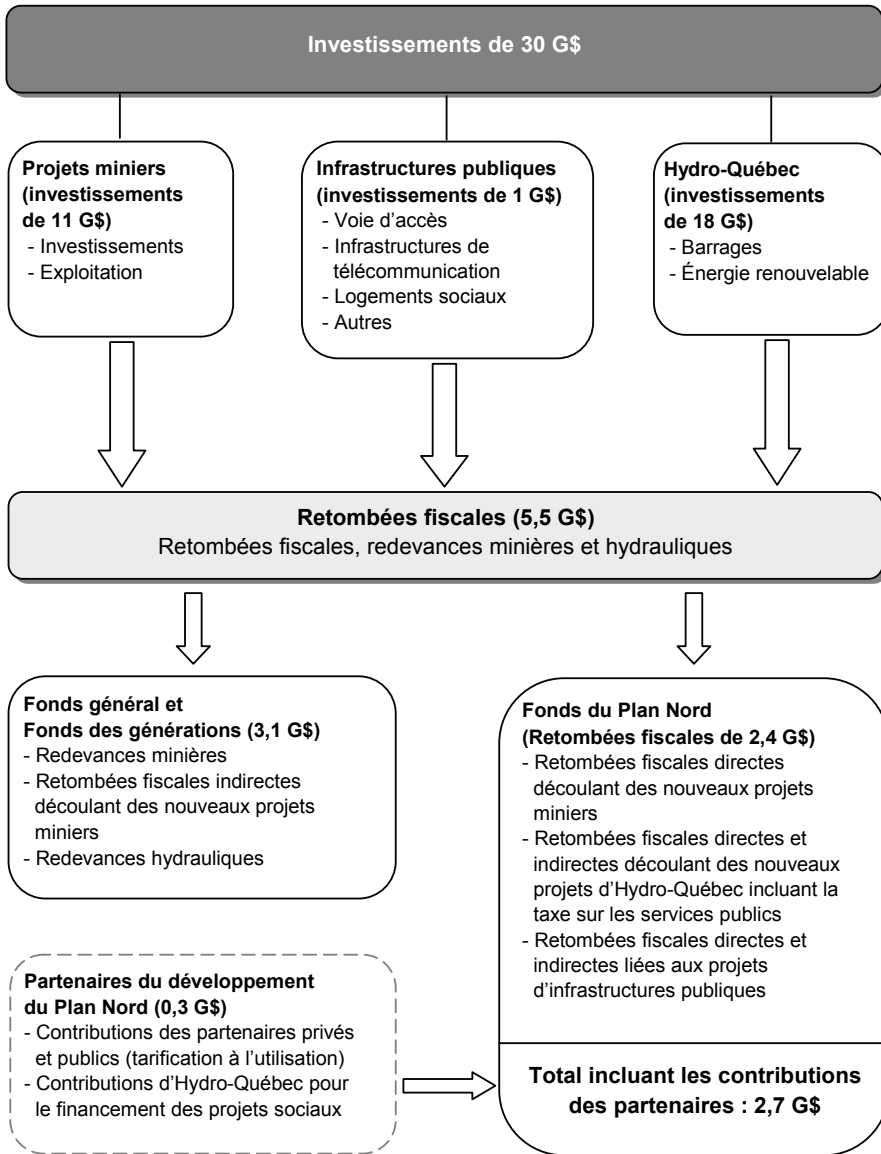 Investissements de 30 G$
Projets miniers
(investissements
de 11 G$)
- Investissements
- Exploitation
Infrastructures publiques
(investissements de 1 G$)
- Voie d'accès
- Infrastructures de
télécommunication
- Logements sociaux
- Autres
Hydro-Québec
(investissements
de 18 G$)
- Barrages
- Énergie renouvelable
Retombées fiscales (5,5 G$)
Retombées fiscales, redevances minières et hydrauliques
Fonds général et
Fonds des générations (3,1 G$)
- Redevances minières
- Retombées fiscales indirectes
découlant des nouveaux projets
miniers
- Redevances hydrauliques
Fonds du Plan Nord
(Retombées fiscales de 2,4 G$)
- Retombées fiscales directes
découlant des nouveaux projets
miniers
- Retombées fiscales directes et
indirectes découlant des nouveaux
projets d'Hydro-Québec incluant la
taxe sur les services publics
- Retombées fiscales directes et
indirectes liées aux projets
d'infrastructures publiques
Partenaires du développement
du Plan Nord (0,3 G$)
- Contributions des partenaires privés
et publics (tarification à l'utilisation)
- Contributions d'Hydro-Québec pour
le financement des projets sociaux
Total incluant les contributions
des partenaires : 2,7 G$